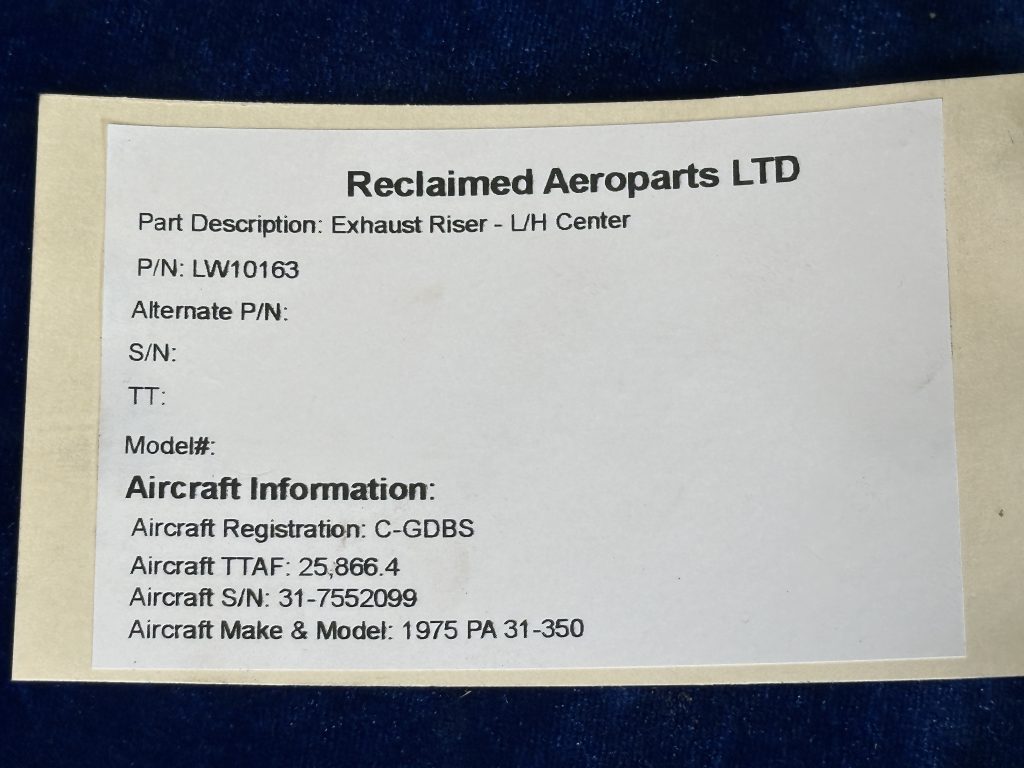 Reclaimed Aeroparts LTD
Part Description: Exhaust Riser - L/H Center
P/N: LW10163
Alternate P/N:
S/N:
TT:
Model#:
Aircraft Information:
Aircraft Registration: C-GDBS
Aircraft TTAF: 25,866.4
Aircraft S/N: 31-7552099
Aircraft Make & Model: 1975 PA 31-350